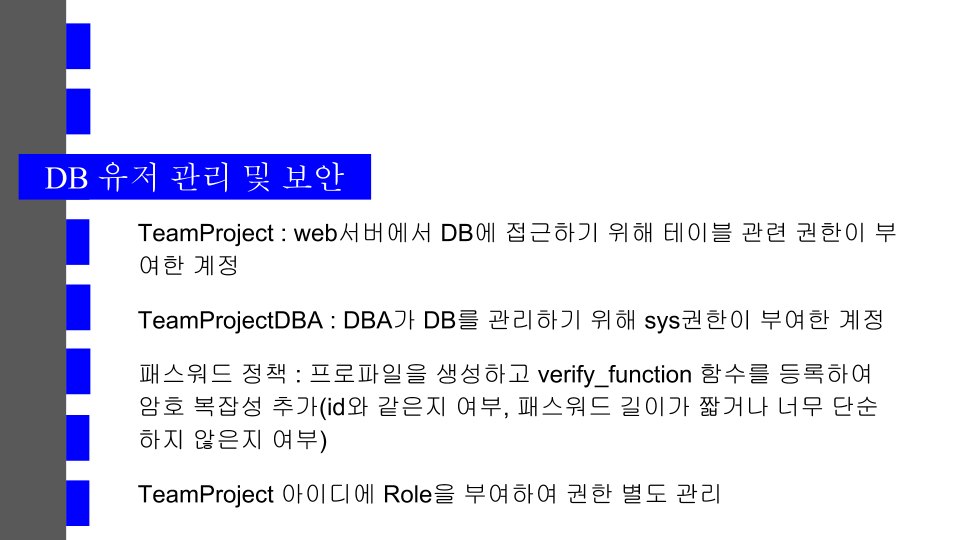 DB 유저 관리 및 보안
TeamProject : web서버에서 DB에 접근하기 위해 테이블 관련 권한이 부
여한 계정
TeamProjectDBA : DBA가 DB를 관리하기 위해 sys권한이 부여한 계정
패스워드 정책 : 프로파일을 생성하고 verify_function 함수를 등록하여
암호 복잡성 추가(id와 같은지 여부, 패스워드 길이가 짧거나 너무 단순
하지 않은지 여부)
TeamProject 아이디에 Role을 부여하여 권한 별도 관리